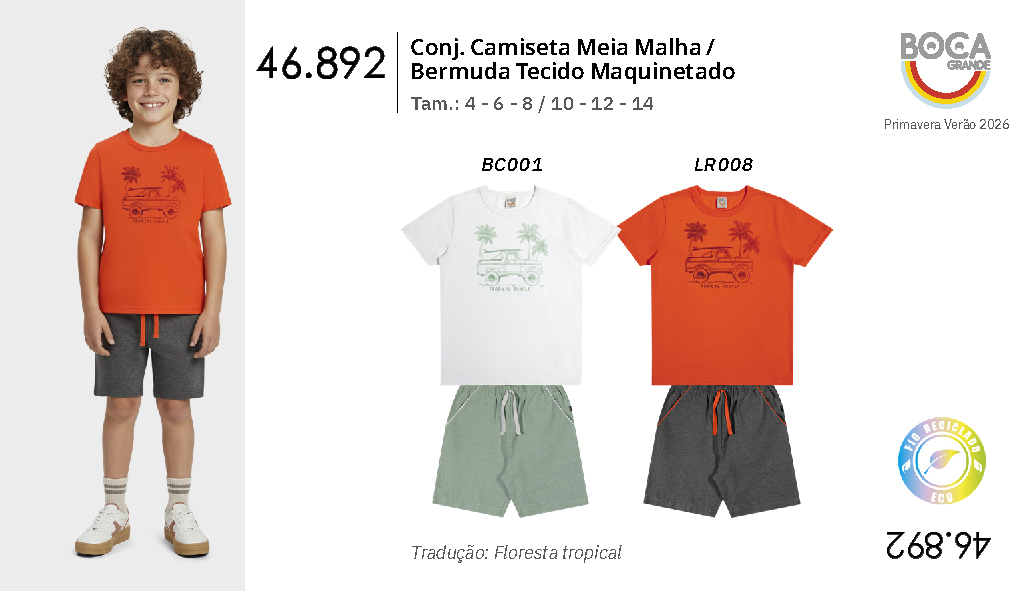 46.892
Conj. Camiseta Meia Malha /
Bermuda Tecido Maquinetado
Tam.: 4 - 6 - 8 / 10 - 12 - 14
BOCA
GRANDE
Primavera Verão 2026
BC001
LR008
FIO RECICLADO
ECO
46.892
Tradução: Floresta tropical